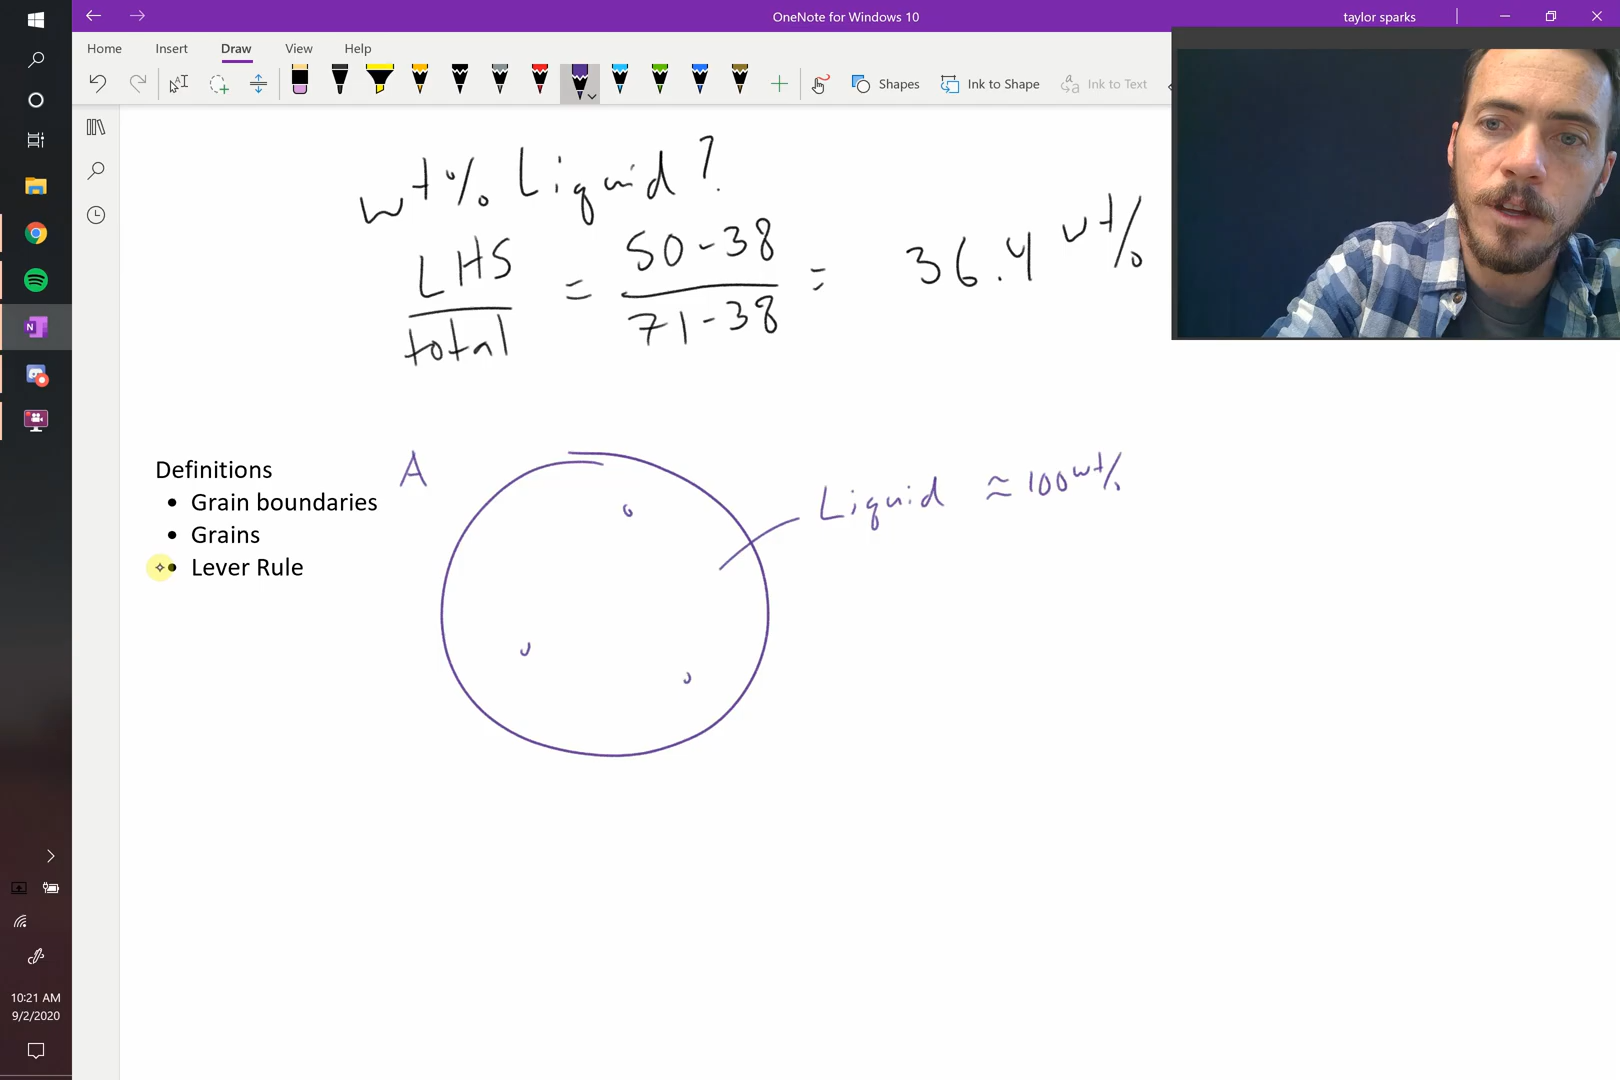 OneNote for Windows 10
taylor sparks
Home Insert Draw View Help
Shapes Ink to Shape Ink to Text
wt% Liquid?
LHS/total = 50-38/71-38 = 36.4 wt%
Definitions
• Grain boundaries
• Grains
• Lever Rule
A
Liquid ≈ 100 wt%
10:21 AM
9/2/2020